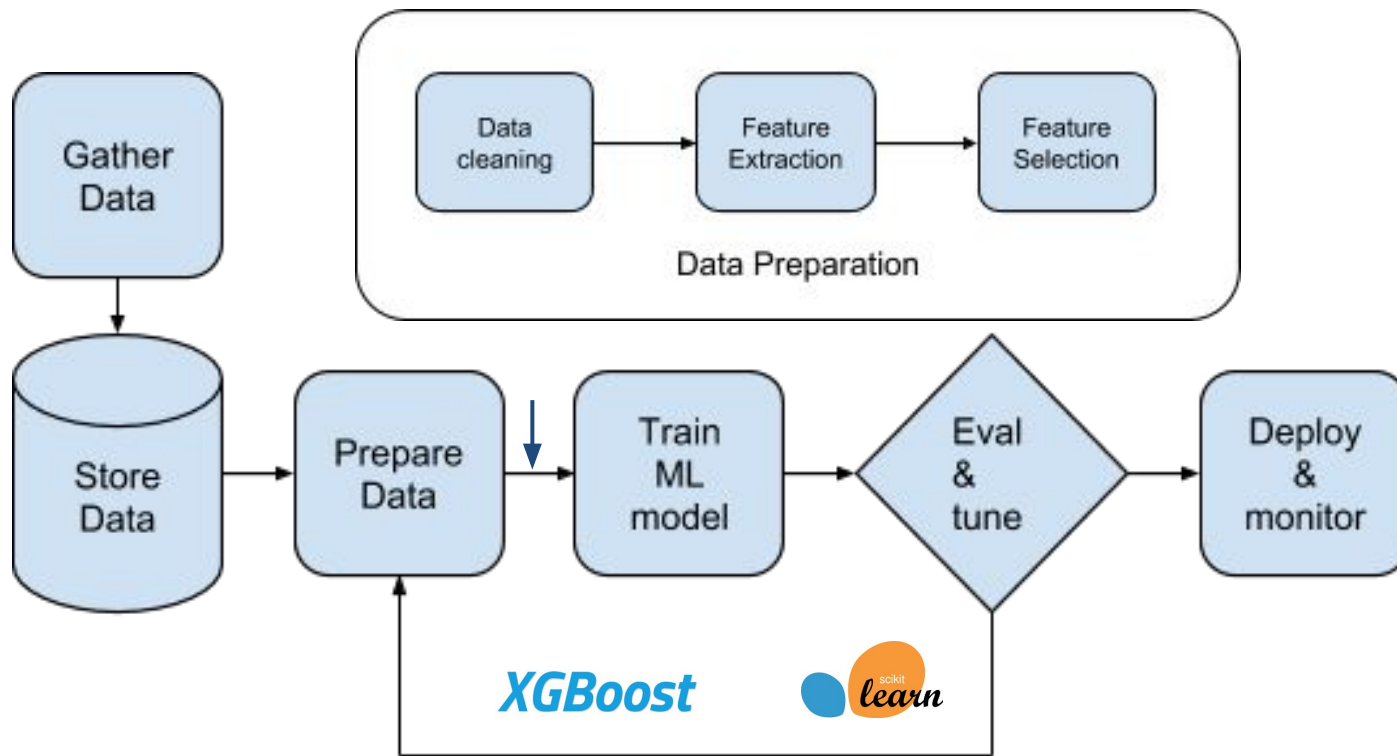 Data
cleaning
Feature
Extraction
Feature
Selection
Data Preparation
Gather
Data
Store
Data
Prepare
Data
Train
ML
model
Eval
&
tune
Deploy
&
monitor
XGBoost
scikit
learn